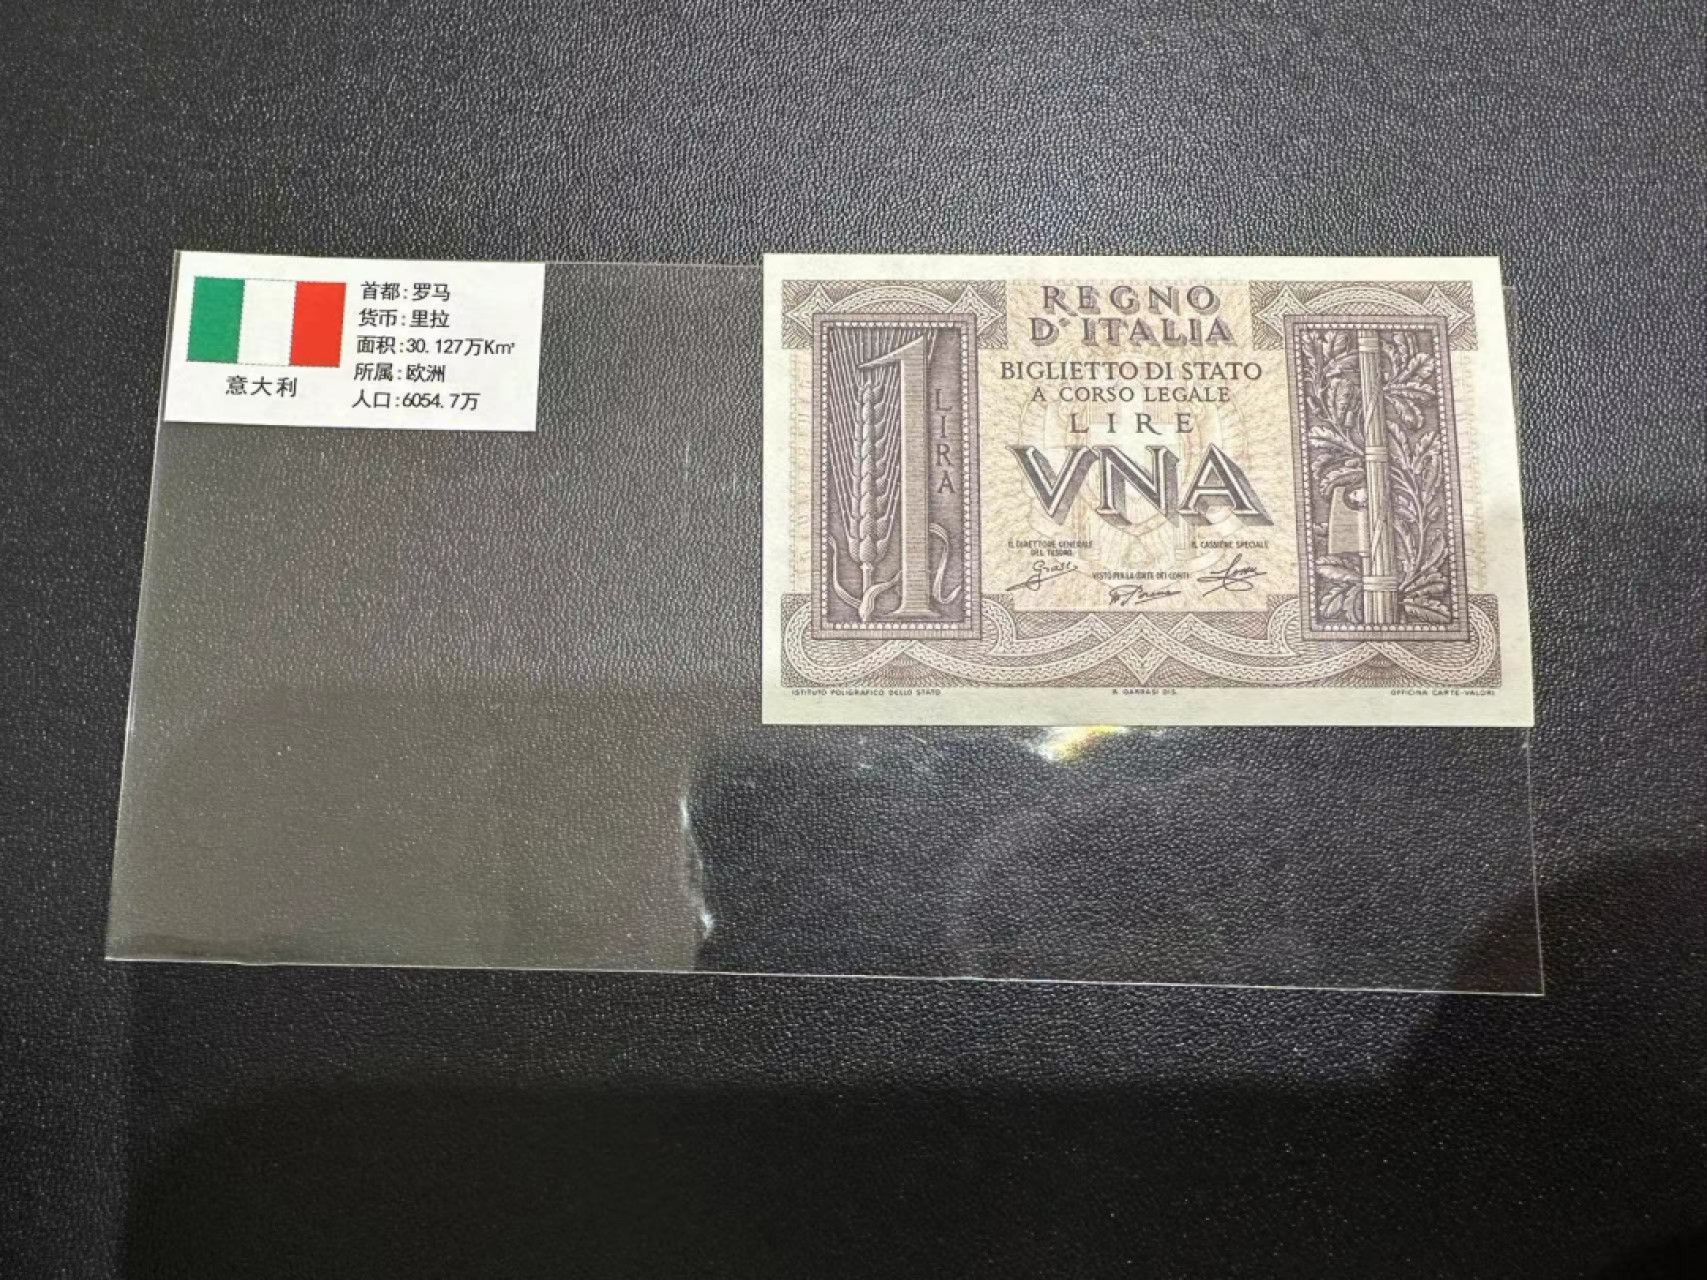 首都:罗马
货币:里拉
面积:30.127万Km²
所属:欧洲
人口:6054.7万
意大利
REGNO
D'ITALIA
BIGLIETTO DI STATO
A CORSO LEGALE
LIRE
VNA
1
LIRA
IL DIRETTORE GENERALE
DEL TESORO
IL CASSIERE SPECIALE
VISTO PER LA CORTE DEI CONTI
ISTITUTO POLIGRAFICO DELLO STATO
R. GARRASI DIS.
OFFICINA CARTE-VALORI